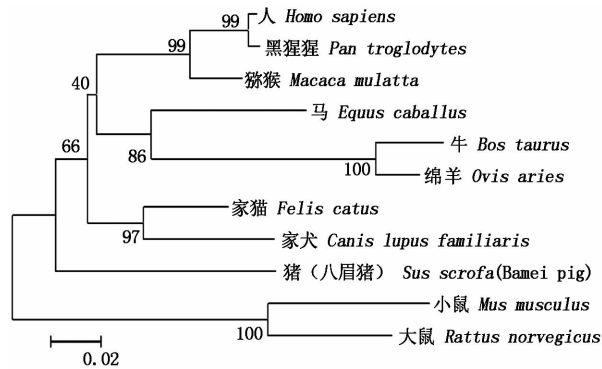 99
人 Homo sapiens
黑猩猩 Pan troglodytes
99
猕猴 Macaca mulatta
40
马 Equus caballus
66
86
牛 Bos taurus
100
绵羊 Ovis aries
家猫 Felis catus
97
家犬 Canis lupus familiaris
猪（八眉猪） Sus scrofa(Bamei pig)
小鼠 Mus musculus
100
大鼠 Rattus norvegicus
0.02